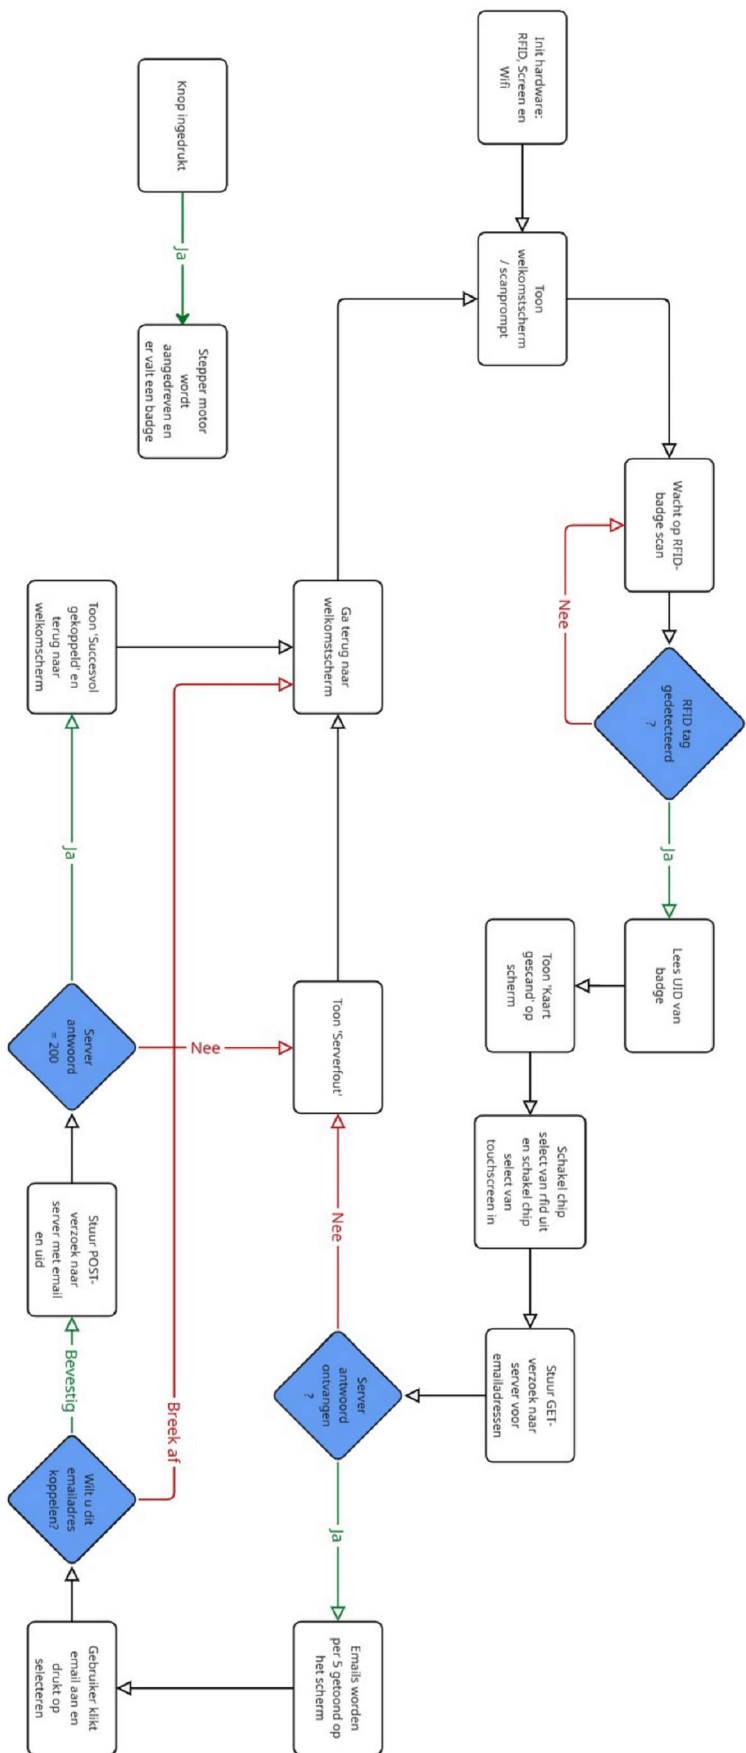 Init hardware:
RFID, Screen en
Wifi
Toon
welkomstscherm
/ scanprompt
Wacht op RFID-
badge scan
Nee
RFID tag
gedetecteerd
?
Ja
Lees UID van
badge
Toon 'Kaart
gescand' op
scherm
Schakel chip
select van rfid uit
en schakel chip
select van
touchscreen in
Stuur GET-
verzoek naar
server voor
emailadressen
Server
antwoord
ontvangen
?
Nee
Ja
Toon 'Serverfout'
Ga terug naar
welkomstscherm
Emails worden
per 5 getoond op
het scherm
Gebruiker klikt
email aan en
drukt op
selecteren
Wilt u dit
emailadres
koppelen?
Breek af
Bevestig
Stuur POST-
verzoek naar
server met email
en uid
Server
antwoord
= 200
Nee
Ja
Toon 'Succesvol
gekoppeld' en
terug naar
welkomscherm
Knop ingedrukt
Ja
Stepper motor
wordt
aangedreven en
er valt een badge